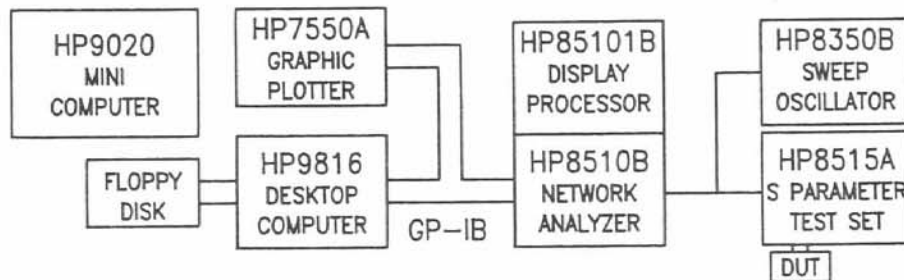 HP9020
MINI
COMPUTER
HP7550A
GRAPHIC
PLOTTER
HP85101B
DISPLAY
PROCESSOR
HP8350B
SWEEP
OSCILLATOR
FLOPPY
DISK
HP9816
DESKTOP
COMPUTER
GP-IB
HP8510B
NETWORK
ANALYZER
HP8515A
S PARAMETER
TEST SET
DUT